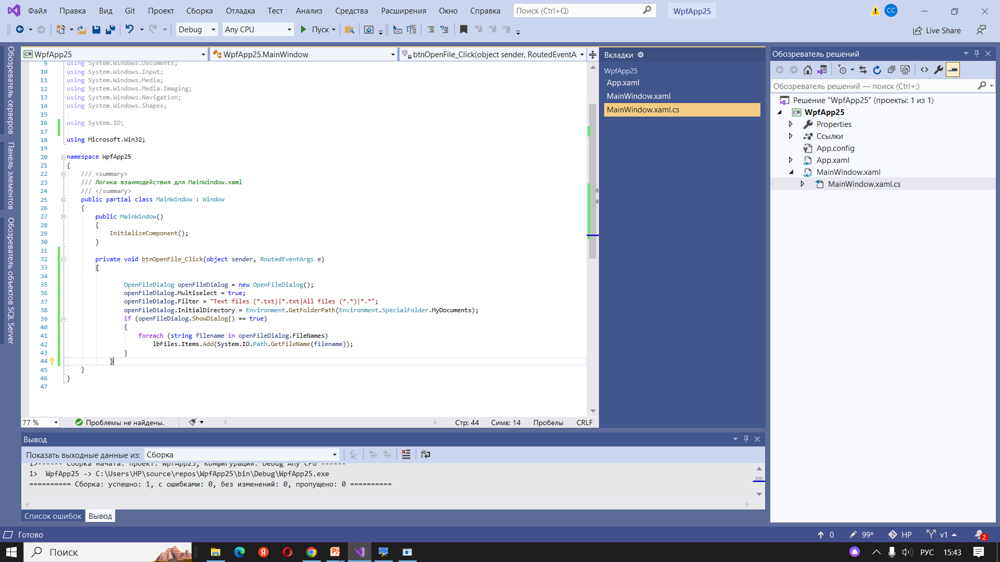 Файл Правка Вид Git Проект Сборка Отладка Тест Анализ Средства Расширения Окно Справка Поиск (Ctrl+Q) WpfApp25 CC
Debug Any CPU Пуск Live Share
Обозреватель серверов
Панель элементов
Обозреватель объектов SQL Server
WpfApp25 WpfApp25.MainWindow btnOpenFile_Click(object sender, RoutedEventA
9 using System.Windows.Documents;
10 using System.Windows.Input;
11 using System.Windows.Media;
12 using System.Windows.Media.Imaging;
13 using System.Windows.Navigation;
14 using System.Windows.Shapes;
15
16 using System.IO;
17
18 using Microsoft.Win32;
19
20 namespace WpfApp25
21 {
22 /// <summary>
23 /// Логика взаимодействия для MainWindow.xaml
24 /// </summary>
25 public partial class MainWindow : Window
26 {
27 public MainWindow()
28 {
29 InitializeComponent();
30 }
31
32 private void btnOpenFile_Click(object sender, RoutedEventArgs e)
33 {
34
35 OpenFileDialog openFileDialog = new OpenFileDialog();
36 openFileDialog.Multiselect = true;
37 openFileDialog.Filter = "Text files (*.txt)|*.txt|All files (*.*)|*.*";
38 openFileDialog.InitialDirectory = Environment.GetFolderPath(Environment.SpecialFolder.MyDocuments);
39 if (openFileDialog.ShowDialog() == true)
40 {
41 foreach (string filename in openFileDialog.FileNames)
42 lbFiles.Items.Add(System.IO.Path.GetFileName(filename));
43 }
44 }
45 }
46 }
47
77 % Проблемы не найдены. Стр: 44 Симв: 14 Пробелы CRLF
Вкладки
WpfApp25
App.xaml
MainWindow.xaml
MainWindow.xaml.cs
Обозреватель решений
Обозреватель решений — поиск (Ctrl+;)
Решение "WpfApp25" (проекты: 1 из 1)
WpfApp25
Properties
Ссылки
App.config
App.xaml
MainWindow.xaml
MainWindow.xaml.cs
Вывод
Показать выходные данные из: Сборка
1>------ Сборка начата: проект: WpfApp25, Конфигурация: Debug Any CPU ------
1> WpfApp25 -> C:\Users\HP\source\repos\WpfApp25\bin\Debug\WpfApp25.exe
========== Сборка: успешно: 1, с ошибками: 0, без изменений: 0, пропущено: 0 ==========
Список ошибок Вывод
Готово 0 99* HP v1 2
Поиск РУС 15:43